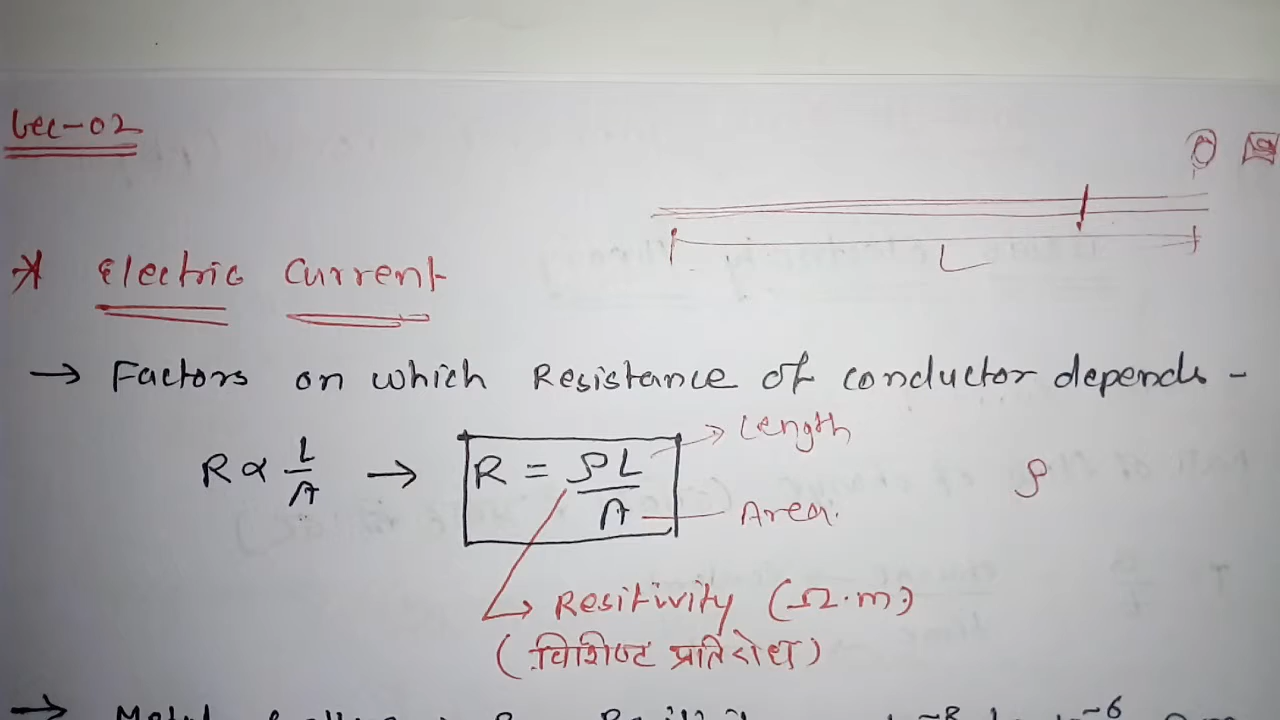 Lec-02
L
* Electric Current
→ Factors on which Resistance of conductor depends -
R ∝ L/A → R = ρL/A
Length
Area.
ρ
Resitivity (Ω.m)
(विशिष्ट प्रतिरोध)